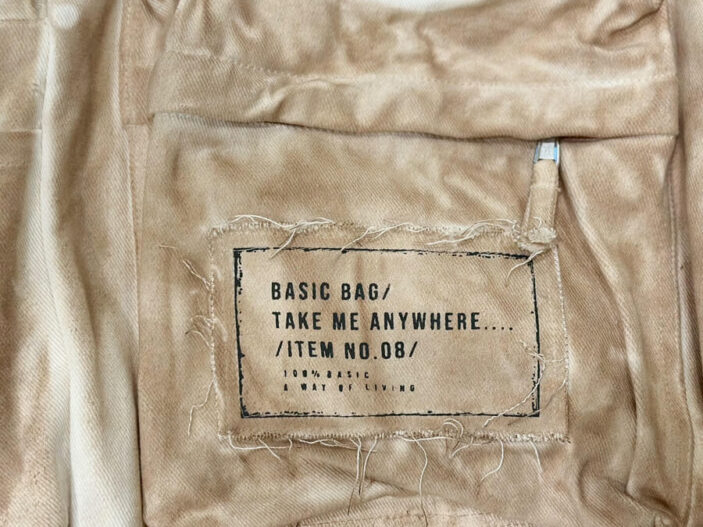 BASIC BAG/
TAKE ME ANYWHERE....
/ITEM NO.08/
100% BASIC
A WAY OF LIVING